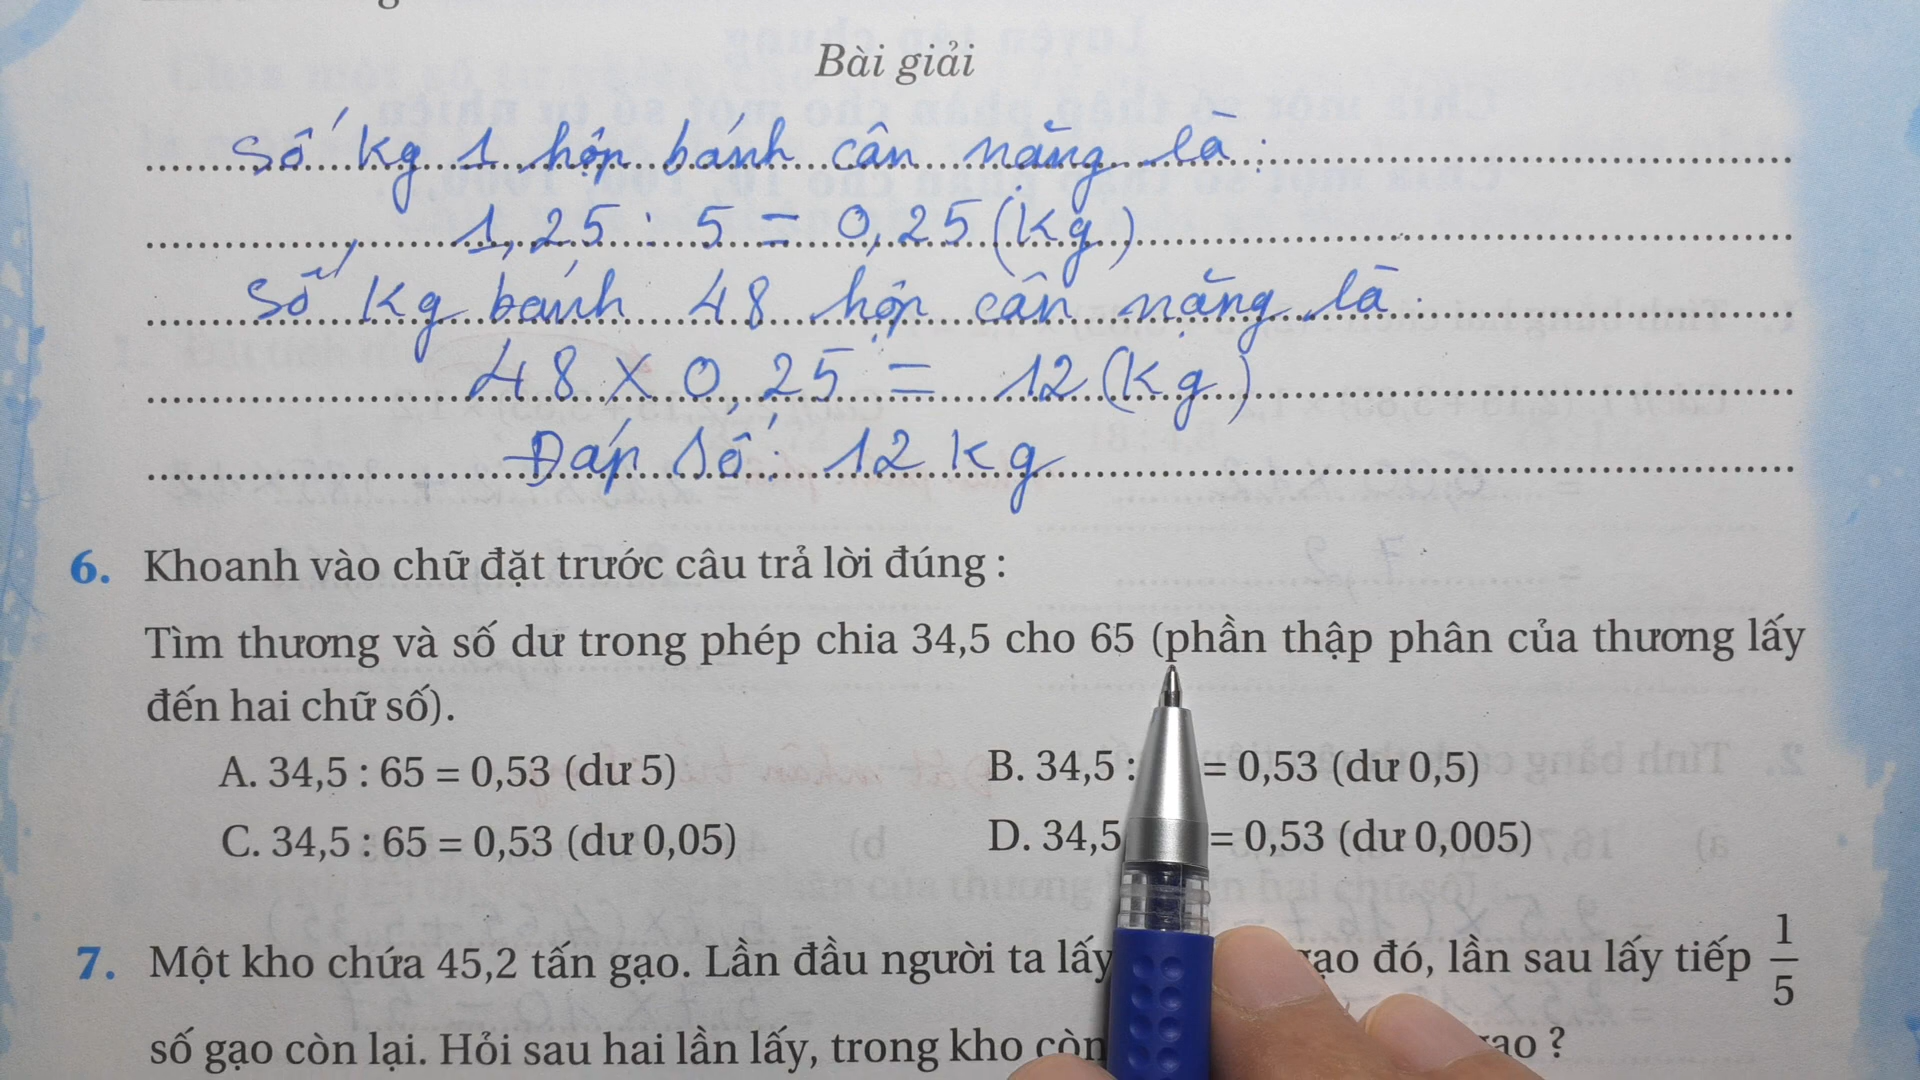 Bài giải
Số kg 1 hộp bánh cân nặng là :
1,25 : 5 = 0,25 (kg)
Số kg bánh 48 hộp cân nặng là :
48 x 0,25 = 12 (kg)
Đáp số : 12 kg
6. Khoanh vào chữ đặt trước câu trả lời đúng :
Tìm thương và số dư trong phép chia 34,5 cho 65 (phần thập phân của thương lấy
đến hai chữ số).
A. 34,5 : 65 = 0,53 (dư 5) B. 34,5 : = 0,53 (dư 0,5)
C. 34,5 : 65 = 0,53 (dư 0,05) D. 34,5 = 0,53 (dư 0,005)
7. Một kho chứa 45,2 tấn gạo. Lần đầu người ta lấy gạo đó, lần sau lấy tiếp 1/5
số gạo còn lại. Hỏi sau hai lần lấy, trong kho còn gạo ?